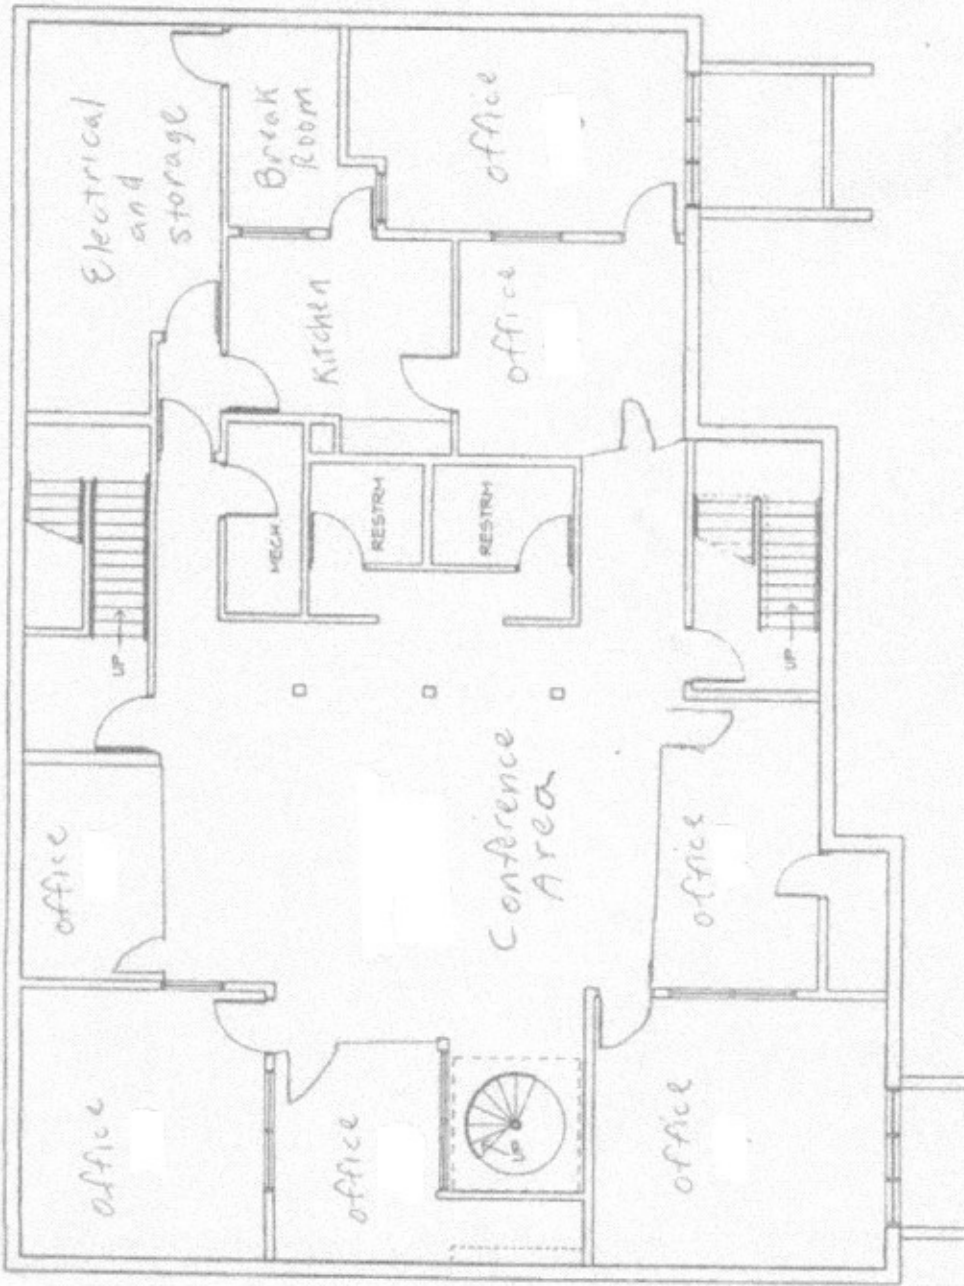 Electrical
and
storage
Break
Room
office
Kitchen
office
MECH.
RESTRM
RESTRM
UP
UP
office
Conference
Area
office
office
office
UP
office